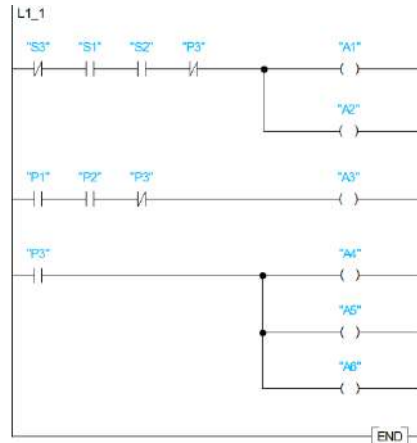 L1_1
"S3" "S1" "S2" "P3" "A1"
"A2"
"P1" "P2" "P3" "A3"
"P3" "A4"
"A5"
"A6"
END